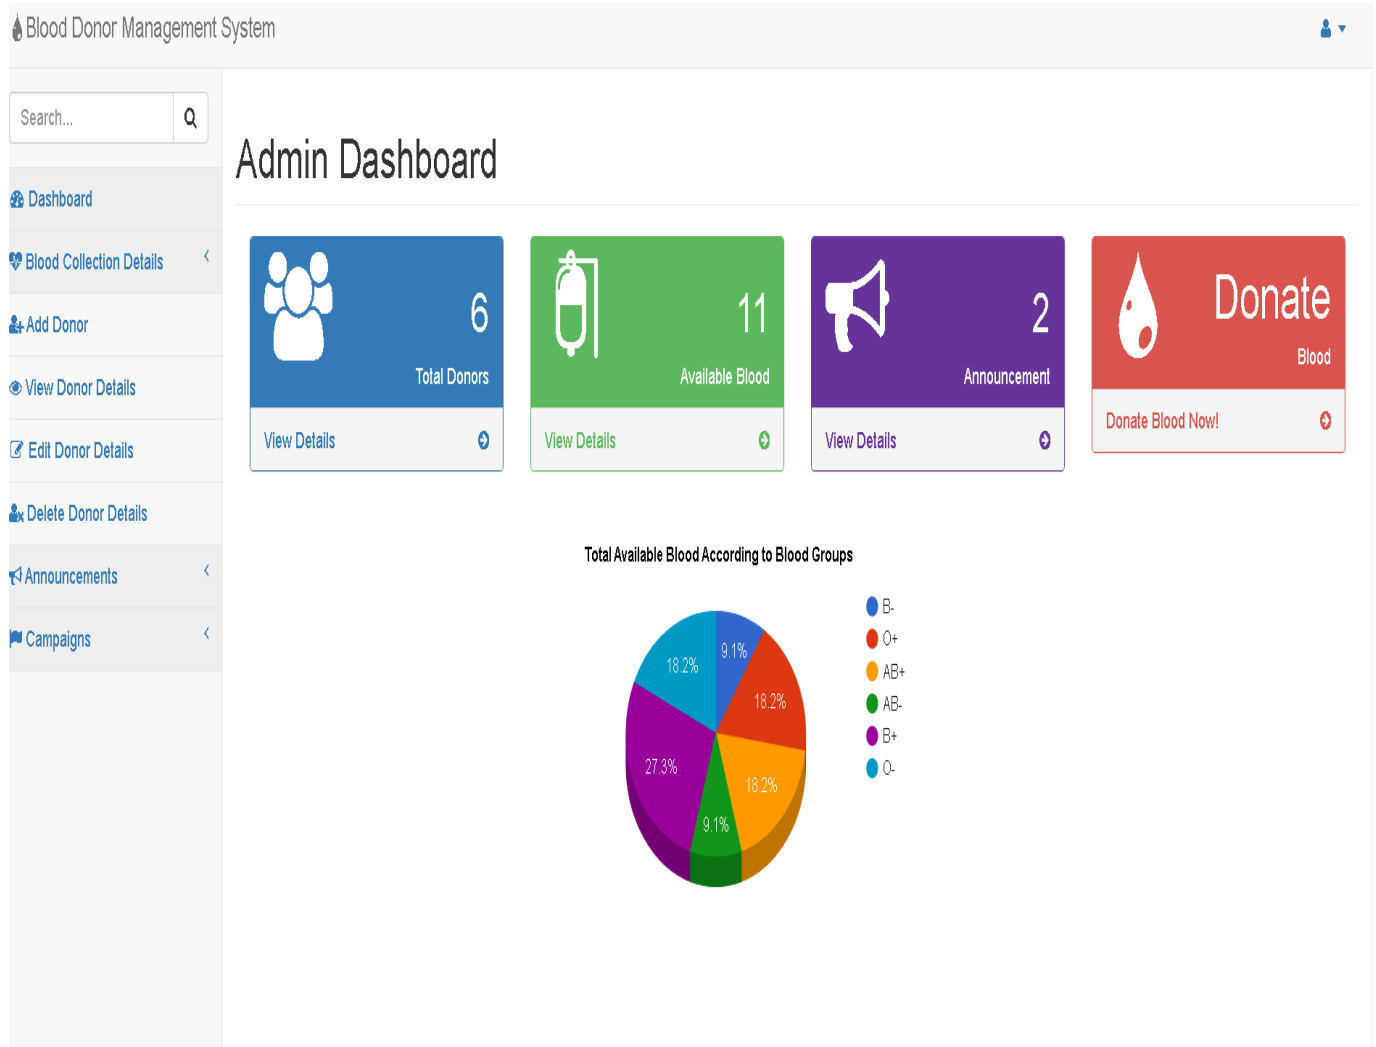 Blood Donor Management System
Search...
Dashboard
Blood Collection Details
Add Donor
View Donor Details
Edit Donor Details
Delete Donor Details
Announcements
Campaigns
Admin Dashboard
6
Total Donors
View Details
11
Available Blood
View Details
2
Announcement
View Details
Donate
Blood
Donate Blood Now!
Total Available Blood According to Blood Groups
9.1%
18.2%
18.2%
9.1%
27.3%
18.2%
B-
O+
AB+
AB-
B+
O-